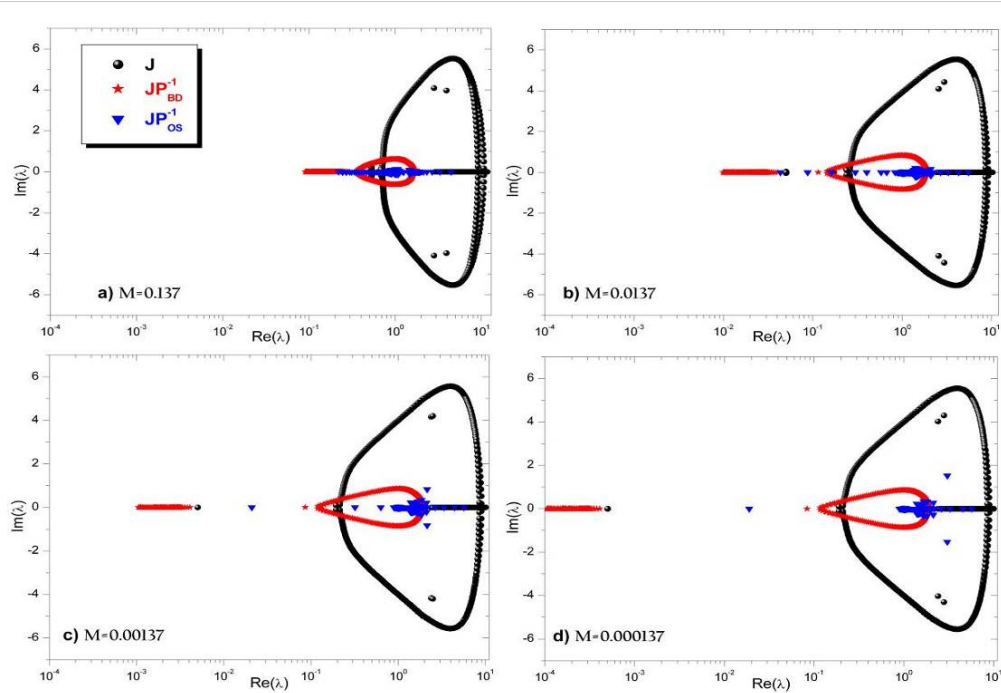 J
JP⁻¹_BD
JP⁻¹_OS
6
4
2
0
-2
-4
-6
Im(λ)
a) M=0.137
10⁻⁴ 10⁻³ 10⁻² 10⁻¹ 10⁰ 10¹
Re(λ)
6
4
2
0
-2
-4
-6
Im(λ)
b) M=0.0137
10⁻⁴ 10⁻³ 10⁻² 10⁻¹ 10⁰ 10¹
Re(λ)
6
4
2
0
-2
-4
-6
Im(λ)
c) M=0.00137
10⁻⁴ 10⁻³ 10⁻² 10⁻¹ 10⁰ 10¹
Re(λ)
6
4
2
0
-2
-4
-6
Im(λ)
d) M=0.000137
10⁻⁴ 10⁻³ 10⁻² 10⁻¹ 10⁰ 10¹
Re(λ)